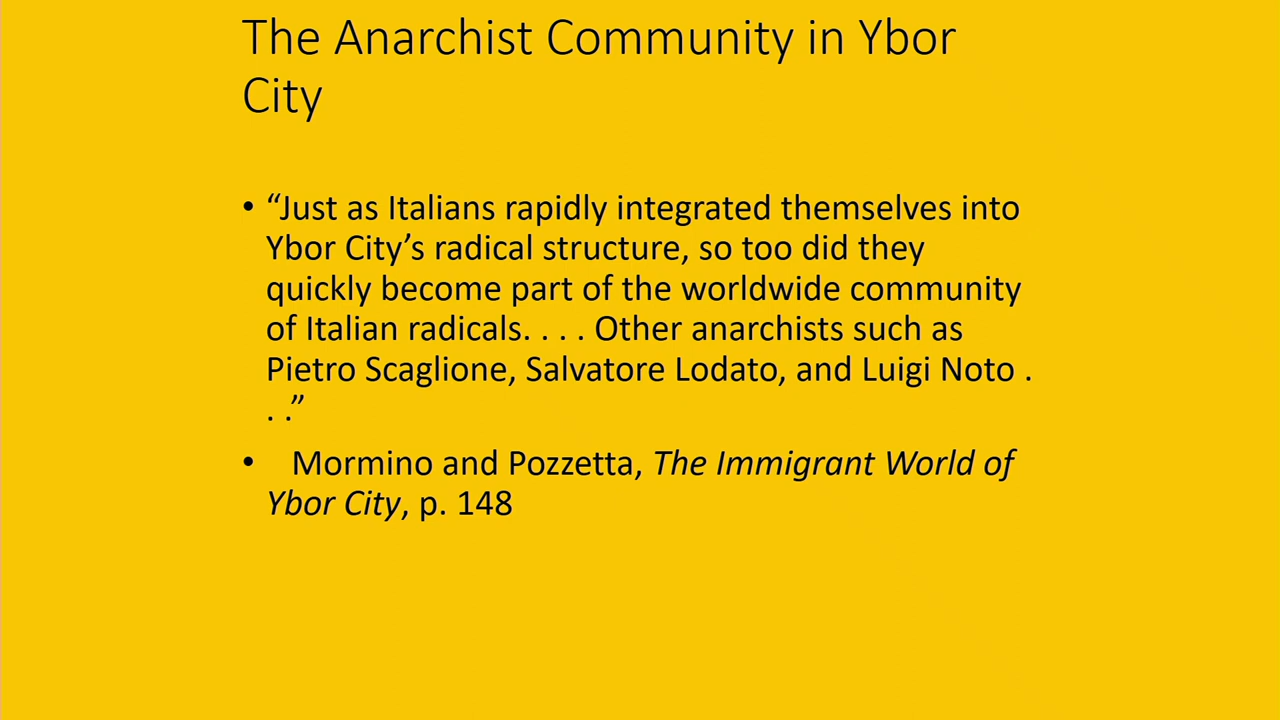 The Anarchist Community in Ybor
City
• “Just as Italians rapidly integrated themselves into
Ybor City’s radical structure, so too did they
quickly become part of the worldwide community
of Italian radicals. . . . Other anarchists such as
Pietro Scaglione, Salvatore Lodato, and Luigi Noto .
. .”
• Mormino and Pozzetta, The Immigrant World of
Ybor City, p. 148